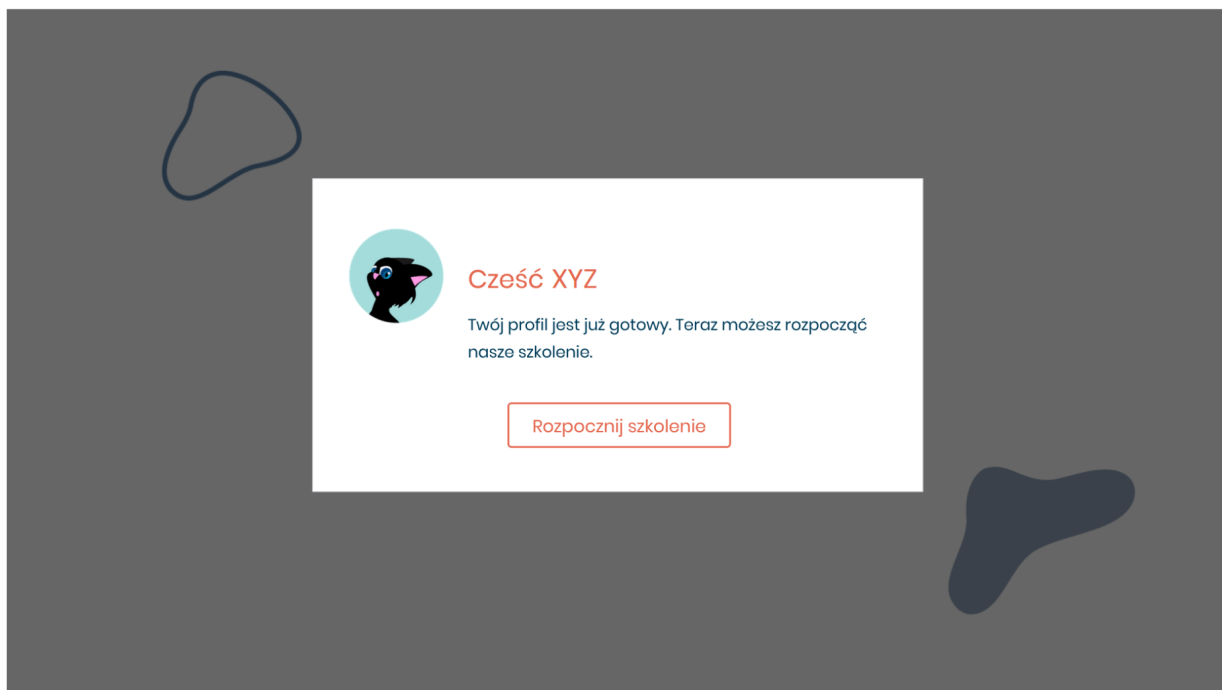 Cześć XYZ
Twój profil jest już gotowy. Teraz możesz rozpocząć
nasze szkolenie.
Rozpocznij szkolenie